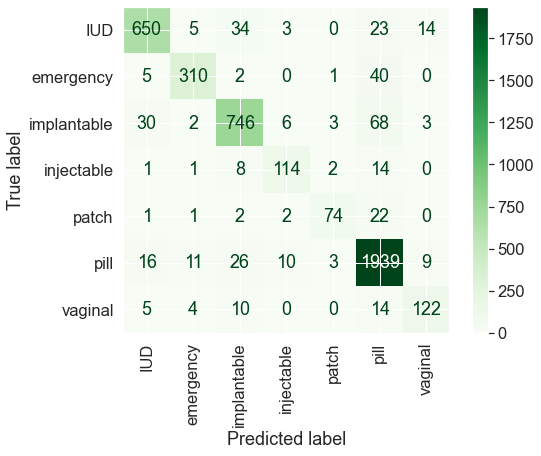 IUD 650 5 34 3 0 23 14
emergency 5 310 2 0 1 40 0
implantable 30 2 746 6 3 68 3
injectable 1 1 8 114 2 14 0
patch 1 1 2 2 74 22 0
pill 16 11 26 10 3 1939 9
vaginal 5 4 10 0 0 14 122
True label
IUD
emergency
implantable
injectable
patch
pill
vaginal
Predicted label
1750
1500
1250
1000
750
500
250
0